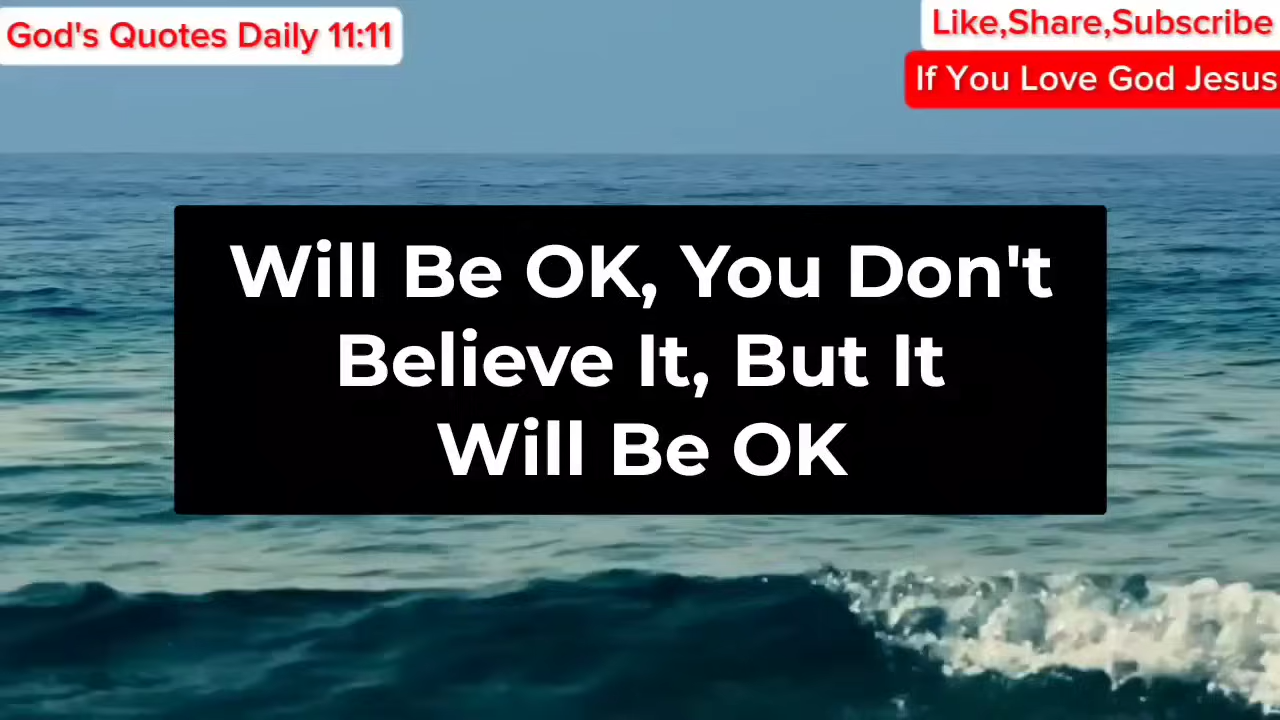 God's Quotes Daily 11:11
Like,Share,Subscribe
If You Love God Jesus
Will Be OK, You Don't
Believe It, But It
Will Be OK